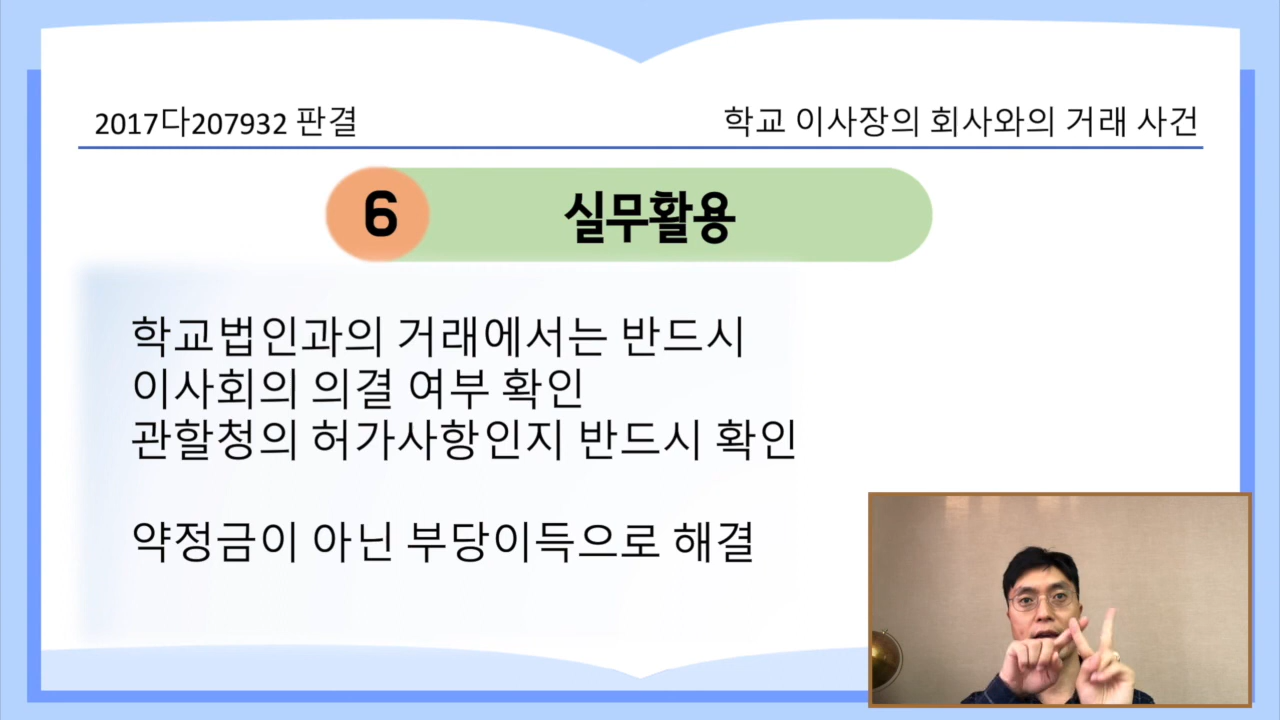 2017다207932 판결
학교 이사장의 회사와의 거래 사건
6 실무활용
학교법인과의 거래에서는 반드시
이사회의 의결 여부 확인
관할청의 허가사항인지 반드시 확인
약정금이 아닌 부당이득으로 해결